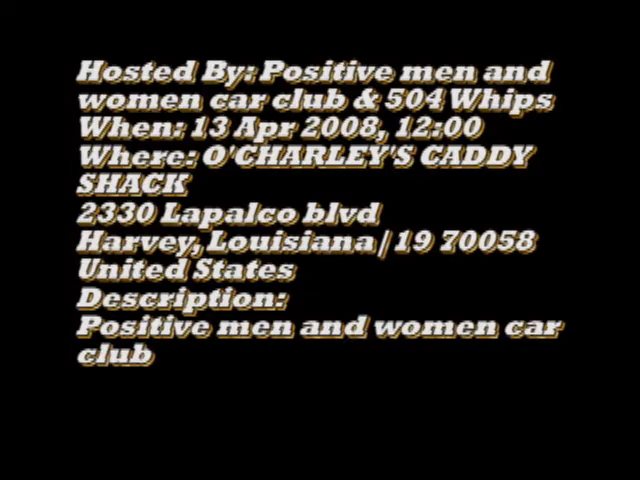 Hosted By: Positive men and
women car club & 504 Whips
When: 13 Apr 2008, 12:00
Where: O'CHARLEY'S CADDY
SHACK
2330 Lapalco blvd
Harvey, Louisiana|19 70058
United States
Description:
Positive men and women car
club